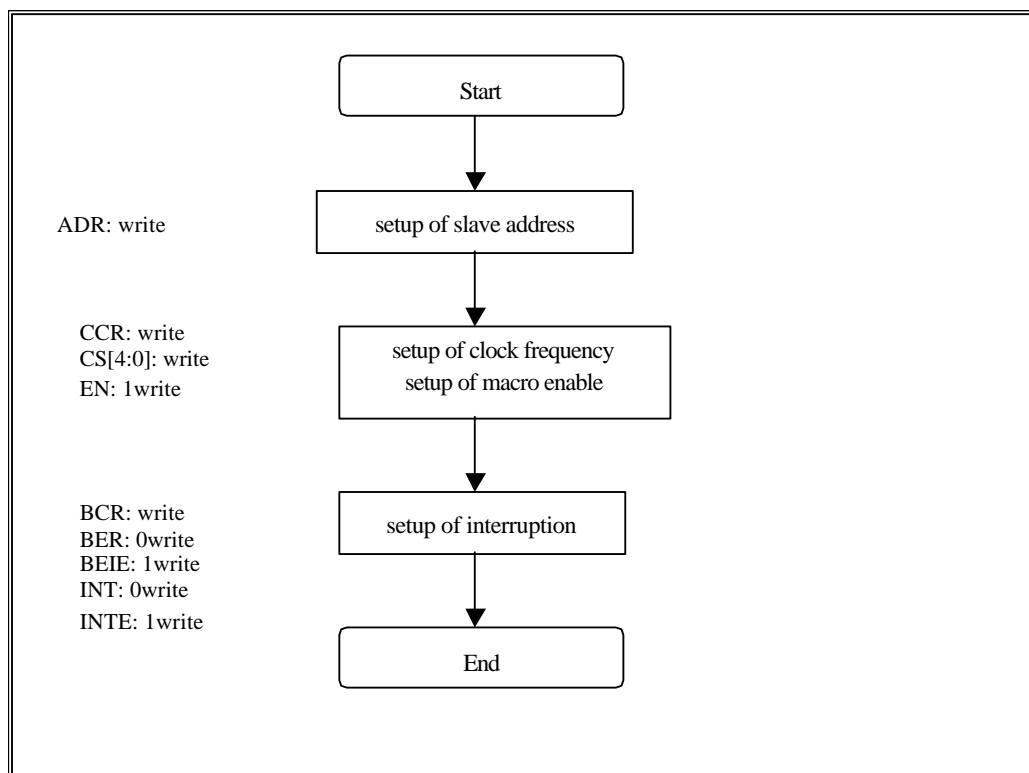 Start
ADR: write
setup of slave address
CCR: write
CS[4:0]: write
EN: 1write
setup of clock frequency
setup of macro enable
BCR: write
BER: 0write
BEIE: 1write
INT: 0write
INTE: 1write
setup of interruption
End